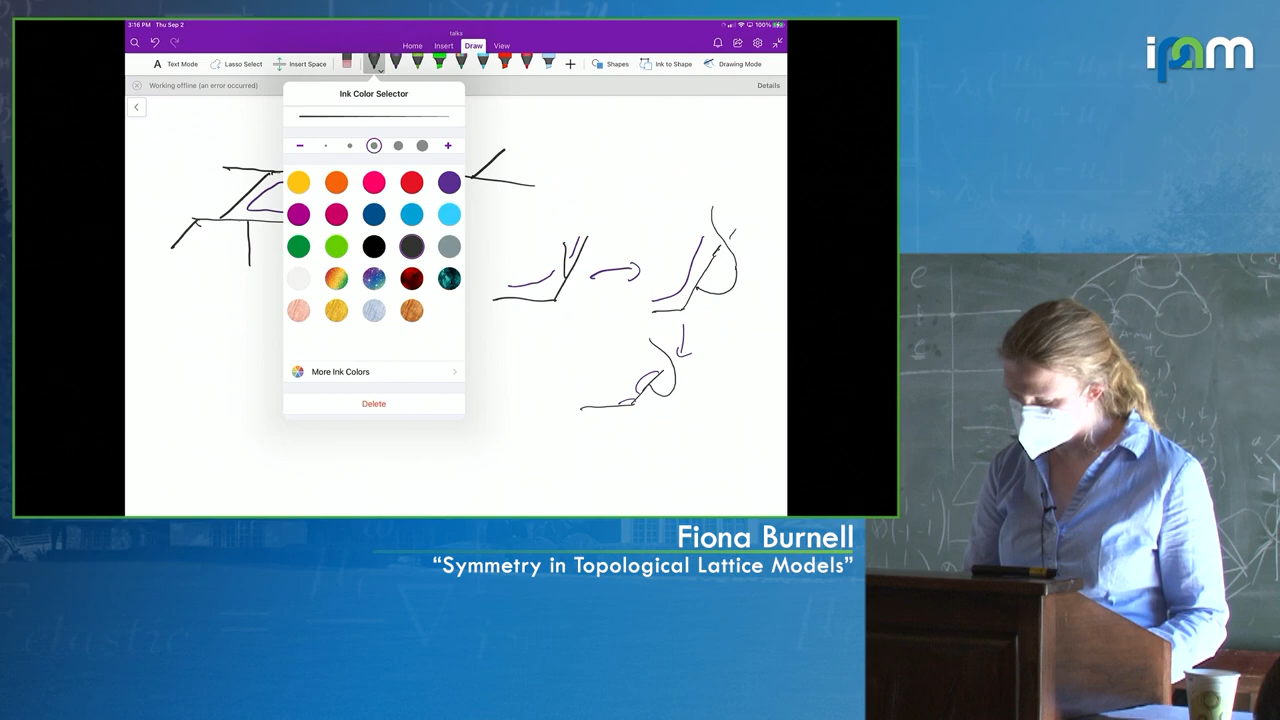 3:16 PM Thu Sep 2
100%
talks
Home Insert Draw View
A Text Mode Lasso Select Insert Space Shapes Ink to Shape Drawing Mode
Working offline (an error occurred) Details
Ink Color Selector
More Ink Colors
Delete
ipam
Fiona Burnell
“Symmetry in Topological Lattice Models”